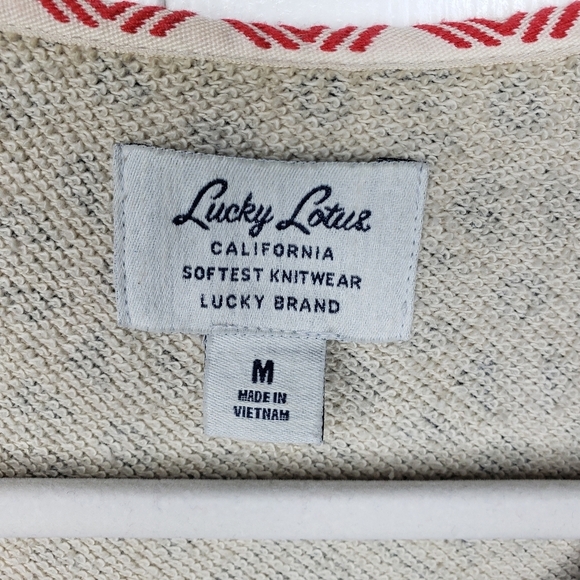 Lucky Lotus
CALIFORNIA
SOFTEST KNITWEAR
LUCKY BRAND
M
MADE IN
VIETNAM